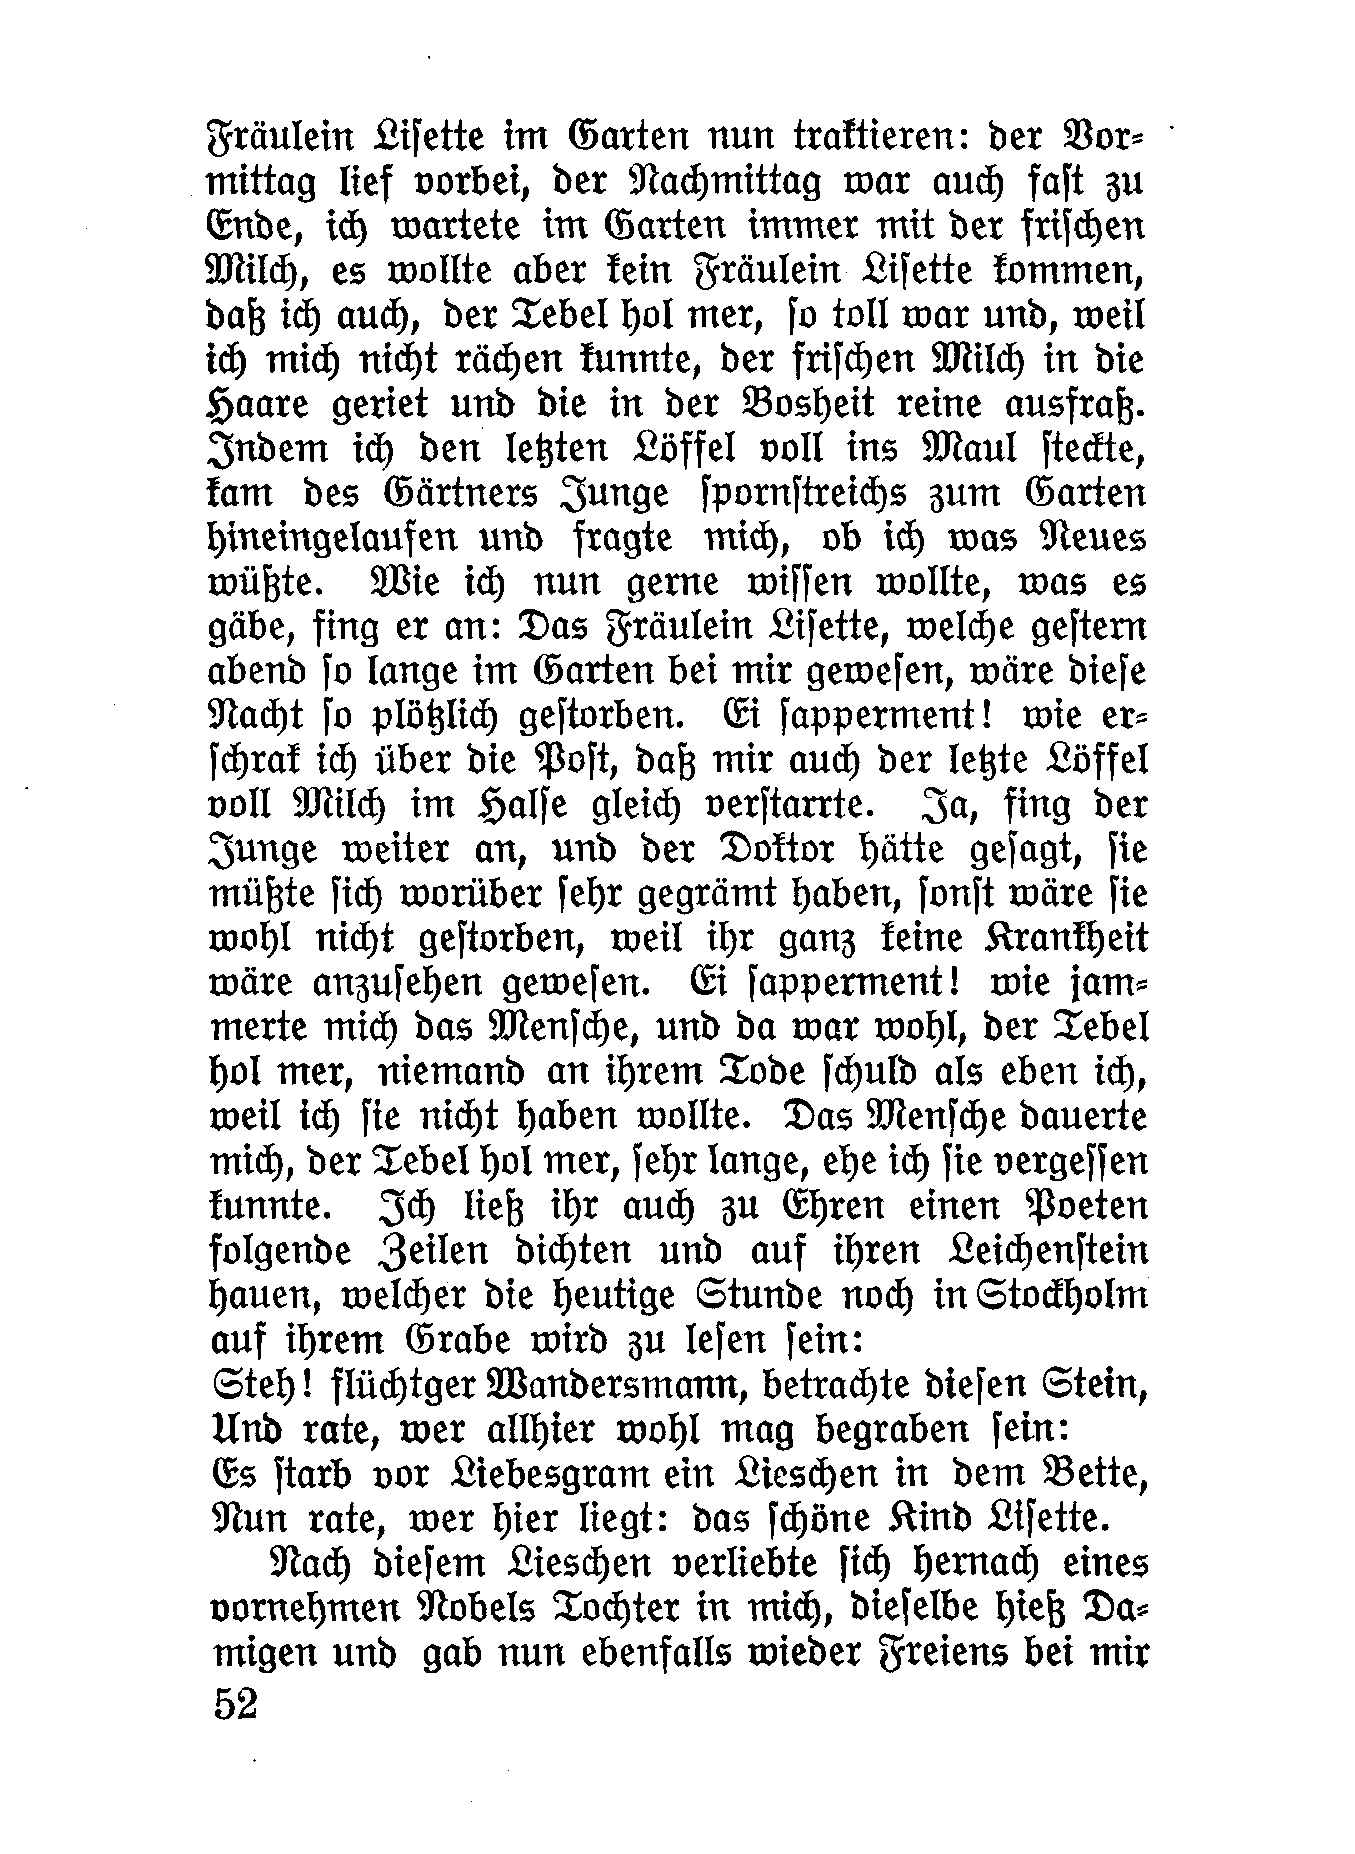 Fräulein Lisette im Garten nun traktieren: der Vor-
mittag lief vorbei, der Nachmittag war auch fast zu
Ende, ich wartete im Garten immer mit der frischen
Milch, es wollte aber kein Fräulein Lisette kommen,
daß ich auch, der Tebel hol mer, so toll war und, weil
ich mich nicht rächen kunnte, der frischen Milch in die
Haare geriet und die in der Bosheit reine ausfraß.
Indem ich den letzten Löffel voll ins Maul steckte,
kam des Gärtners Junge spornstreichs zum Garten
hineingelaufen und fragte mich, ob ich was Neues
wüßte. Wie ich nun gerne wissen wollte, was es
gäbe, fing er an: Das Fräulein Lisette, welche gestern
abend so lange im Garten bei mir gewesen, wäre diese
Nacht so plötzlich gestorben. Ei sapperment! wie er-
schrak ich über die Post, daß mir auch der letzte Löffel
voll Milch im Halse gleich verstarrte. Ja, fing der
Junge weiter an, und der Doktor hätte gesagt, sie
müßte sich worüber sehr gegrämt haben, sonst wäre sie
wohl nicht gestorben, weil ihr ganz keine Krankheit
wäre anzusehen gewesen. Ei sapperment! wie jam-
merte mich das Mensche, und da war wohl, der Tebel
hol mer, niemand an ihrem Tode schuld als eben ich,
weil ich sie nicht haben wollte. Das Mensche dauerte
mich, der Tebel hol mer, sehr lange, ehe ich sie vergessen
kunnte. Ich ließ ihr auch zu Ehren einen Poeten
folgende Zeilen dichten und auf ihren Leichenstein
hauen, welcher die heutige Stunde noch in Stockholm
auf ihrem Grabe wird zu lesen sein:
Steh! flüchtger Wandersmann, betrachte diesen Stein,
Und rate, wer allhier wohl mag begraben sein:
Es starb vor Liebesgram ein Lieschen in dem Bette,
Nun rate, wer hier liegt: das schöne Kind Lisette.
Nach diesem Lieschen verliebte sich hernach eines
vornehmen Nobels Tochter in mich, dieselbe hieß Da-
migen und gab nun ebenfalls wieder Freiens bei mir
52